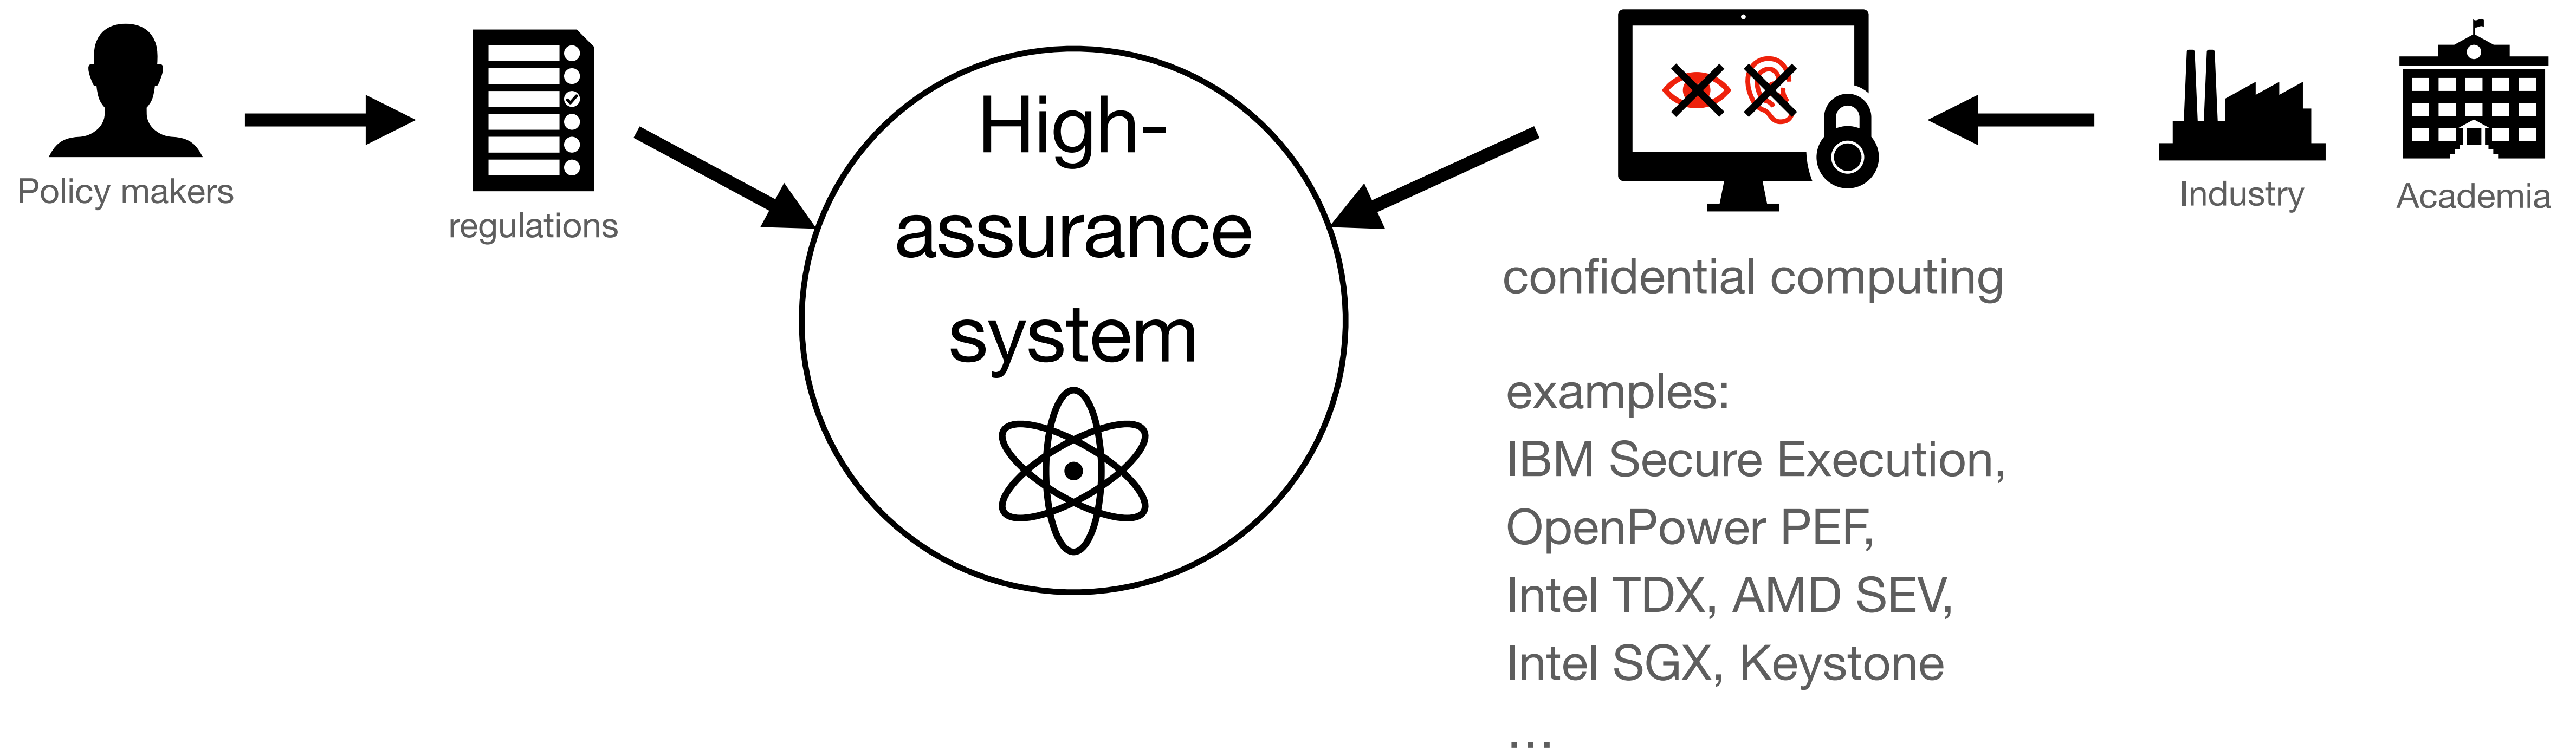 Policy makers
regulations
High-
assurance
system
confidential computing
examples:
IBM Secure Execution,
OpenPower PEF,
Intel TDX, AMD SEV,
Intel SGX, Keystone
...
Industry
Academia